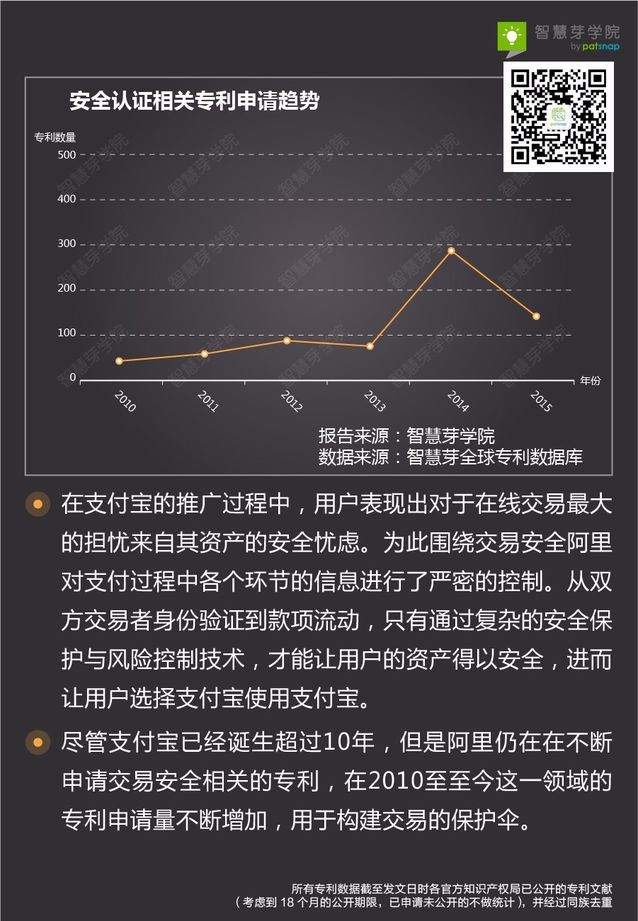 智慧芽学院
by patsnap
安全认证相关专利申请趋势
专利数量
500
400
300
200
100
0
2010
2011
2012
2013
2014
2015
年份
智慧芽学院
报告来源：智慧芽学院
数据来源：智慧芽全球专利数据库
在支付宝的推广过程中，用户表现出对于在线交易最大
的担忧来自其资产的安全忧虑。为此围绕交易安全阿里
对支付过程中各个环节的信息进行了严密的控制。从双
方交易者身份验证到款项流动，只有通过复杂的安全保
护与风险控制技术，才能让用户的资产得以安全，进而
让用户选择支付宝使用支付宝。
尽管支付宝已经诞生超过10年，但是阿里仍在在不断
申请交易安全相关的专利，在2010至至今这一领域的
专利申请量不断增加，用于构建交易的保护伞。
所有专利数据截至发文日时各官方知识产权局已公开的专利文献
（考虑到 18 个月的公开期限，已申请未公开的不做统计），并经过同族去重